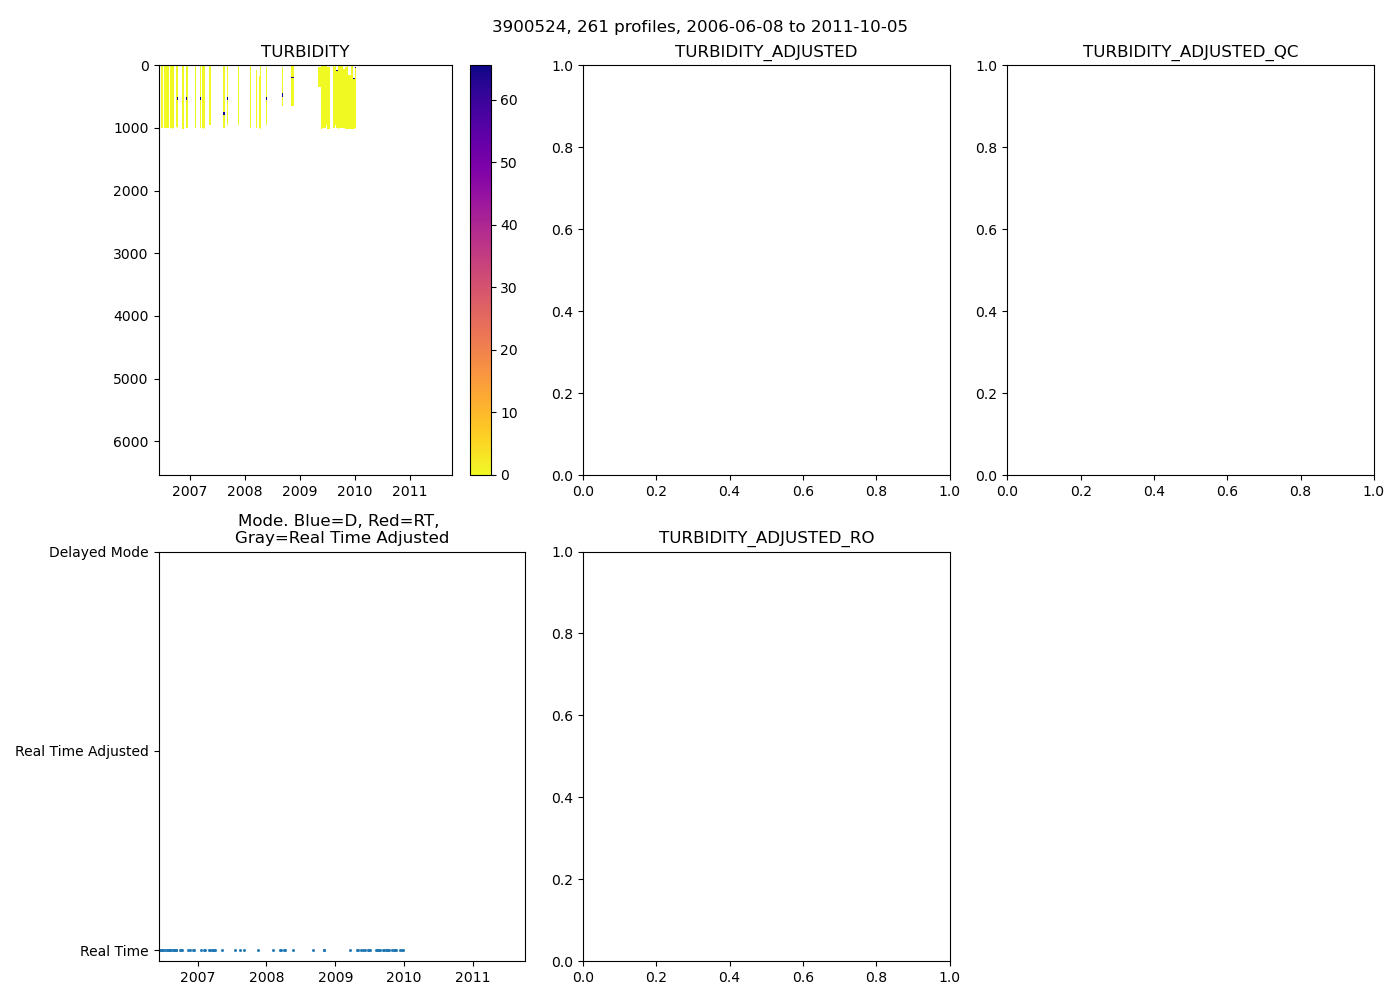 3900524, 261 profiles, 2006-06-08 to 2011-10-05
TURBIDITY
0
1000
2000
3000
4000
5000
6000
2007 2008 2009 2010 2011
60
50
40
30
20
10
0
TURBIDITY_ADJUSTED
1.0
0.8
0.6
0.4
0.2
0.0
0.0 0.2 0.4 0.6 0.8 1.0
TURBIDITY_ADJUSTED_QC
1.0
0.8
0.6
0.4
0.2
0.0
0.0 0.2 0.4 0.6 0.8 1.0
Mode. Blue=D, Red=RT,
Gray=Real Time Adjusted
Delayed Mode
Real Time Adjusted
Real Time
2007 2008 2009 2010 2011
TURBIDITY_ADJUSTED_RO
1.0
0.8
0.6
0.4
0.2
0.0
0.0 0.2 0.4 0.6 0.8 1.0